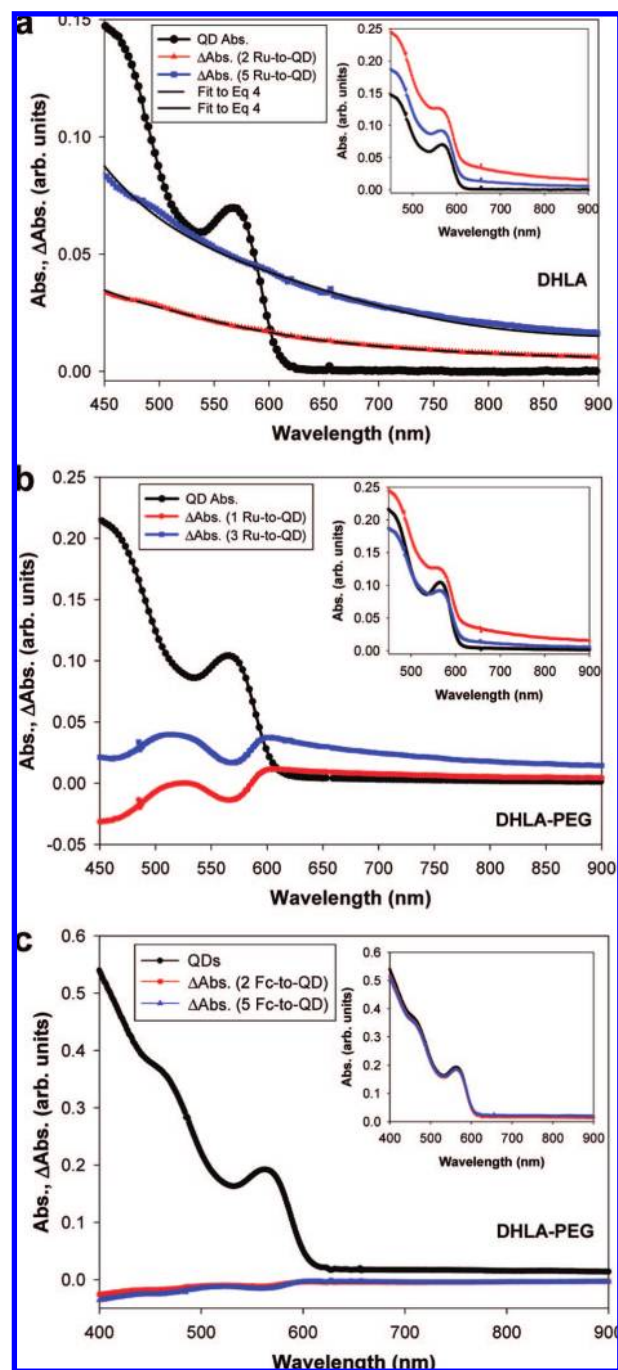 a
0.15
0.10
0.05
0.00
Abs., ΔAbs. (arb. units)
QD Abs.
ΔAbs. (2 Ru-to-QD)
ΔAbs. (5 Ru-to-QD)
Fit to Eq 4
Fit to Eq 4
0.25
0.20
0.15
0.10
0.05
0.00
Abs. (arb. units)
500 600 700 800 900
Wavelength (nm)
DHLA
450 500 550 600 650 700 750 800 850 900
Wavelength (nm)
b
0.25
0.20
0.15
0.10
0.05
0.00
-0.05
Abs., ΔAbs. (arb. units)
QD Abs.
ΔAbs. (1 Ru-to-QD)
ΔAbs. (3 Ru-to-QD)
0.25
0.20
0.15
0.10
0.05
0.00
Abs. (arb. units)
500 600 700 800 900
Wavelength (nm)
DHLA-PEG
450 500 550 600 650 700 750 800 850 900
Wavelength (nm)
c
0.6
0.5
0.4
0.3
0.2
0.1
0.0
Abs., ΔAbs. (arb. units)
QDs
ΔAbs. (2 Fc-to-QD)
ΔAbs. (5 Fc-to-QD)
0.6
0.5
0.4
0.3
0.2
0.1
0.0
Abs. (arb. units)
400 500 600 700 800 900
Wavelength (nm)
DHLA-PEG
400 500 600 700 800 900
Wavelength (nm)